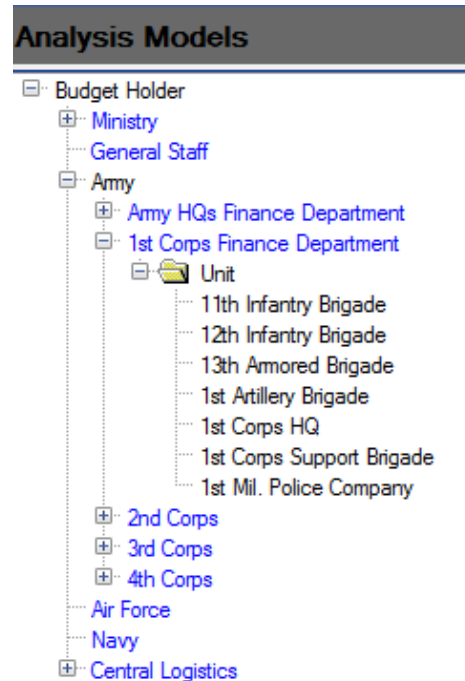 Analysis Models
Budget Holder
Ministry
General Staff
Army
Army HQs Finance Department
1st Corps Finance Department
Unit
11th Infantry Brigade
12th Infantry Brigade
13th Armored Brigade
1st Artillery Brigade
1st Corps HQ
1st Corps Support Brigade
1st Mil. Police Company
2nd Corps
3rd Corps
4th Corps
Air Force
Navy
Central Logistics